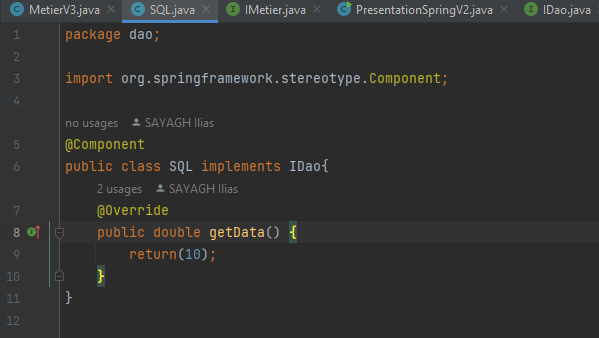 MetierV3.java × SQL.java × IMetier.java × PresentationSpringV2.java × IDao.java
1 package dao;
2
3 import org.springframework.stereotype.Component;
4
no usages SAYAGH Ilias
5 @Component
6 public class SQL implements IDao{
2 usages SAYAGH Ilias
7 @Override
8 public double getData() {
9 return(10);
10 }
11 }
12